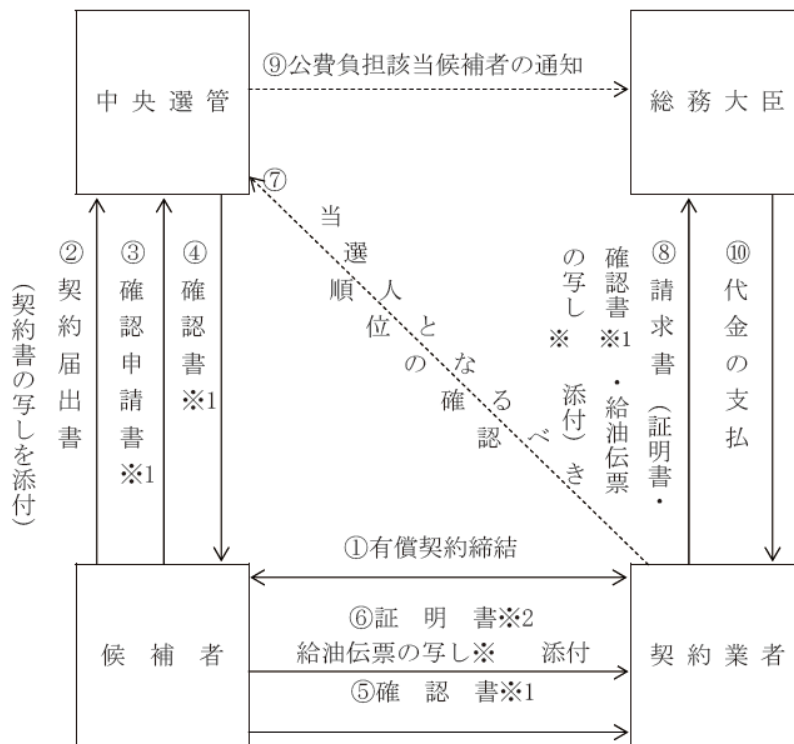 ⑨公費負担該当候補者の通知
中央選管
総務大臣
②契約届出書
(契約書の写しを添付)
③確認申請書※1
④確認書※1
⑦
当選人となるべき
順位の確認
⑧請求書(証明書・
確認書※1・給油伝票
の写し※ 添付)
⑩代金の支払
①有償契約締結
⑥証明書※2
給油伝票の写し※ 添付
⑤確認書※1
候補者
契約業者